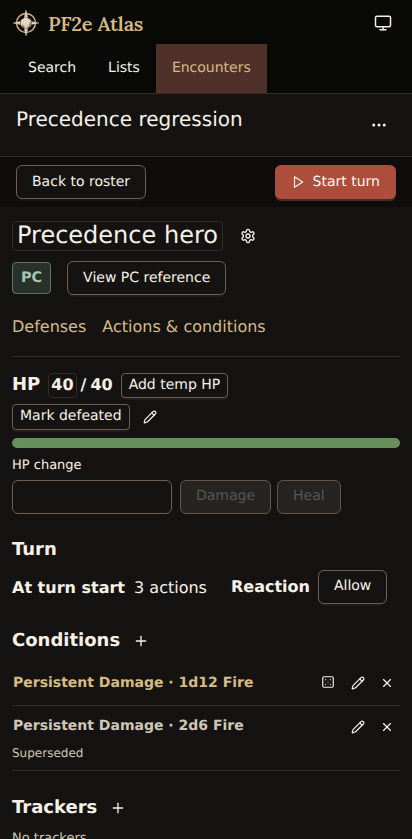 PF2e Atlas
Search Lists Encounters
Precedence regression
...
Back to roster Start turn
Precedence hero
PC View PC reference
Defenses Actions & conditions
HP 40 / 40 Add temp HP
Mark defeated
HP change
Damage Heal
Turn
At turn start 3 actions Reaction Allow
Conditions +
Persistent Damage · 1d12 Fire
Persistent Damage · 2d6 Fire
Superseded
Trackers +
No trackers